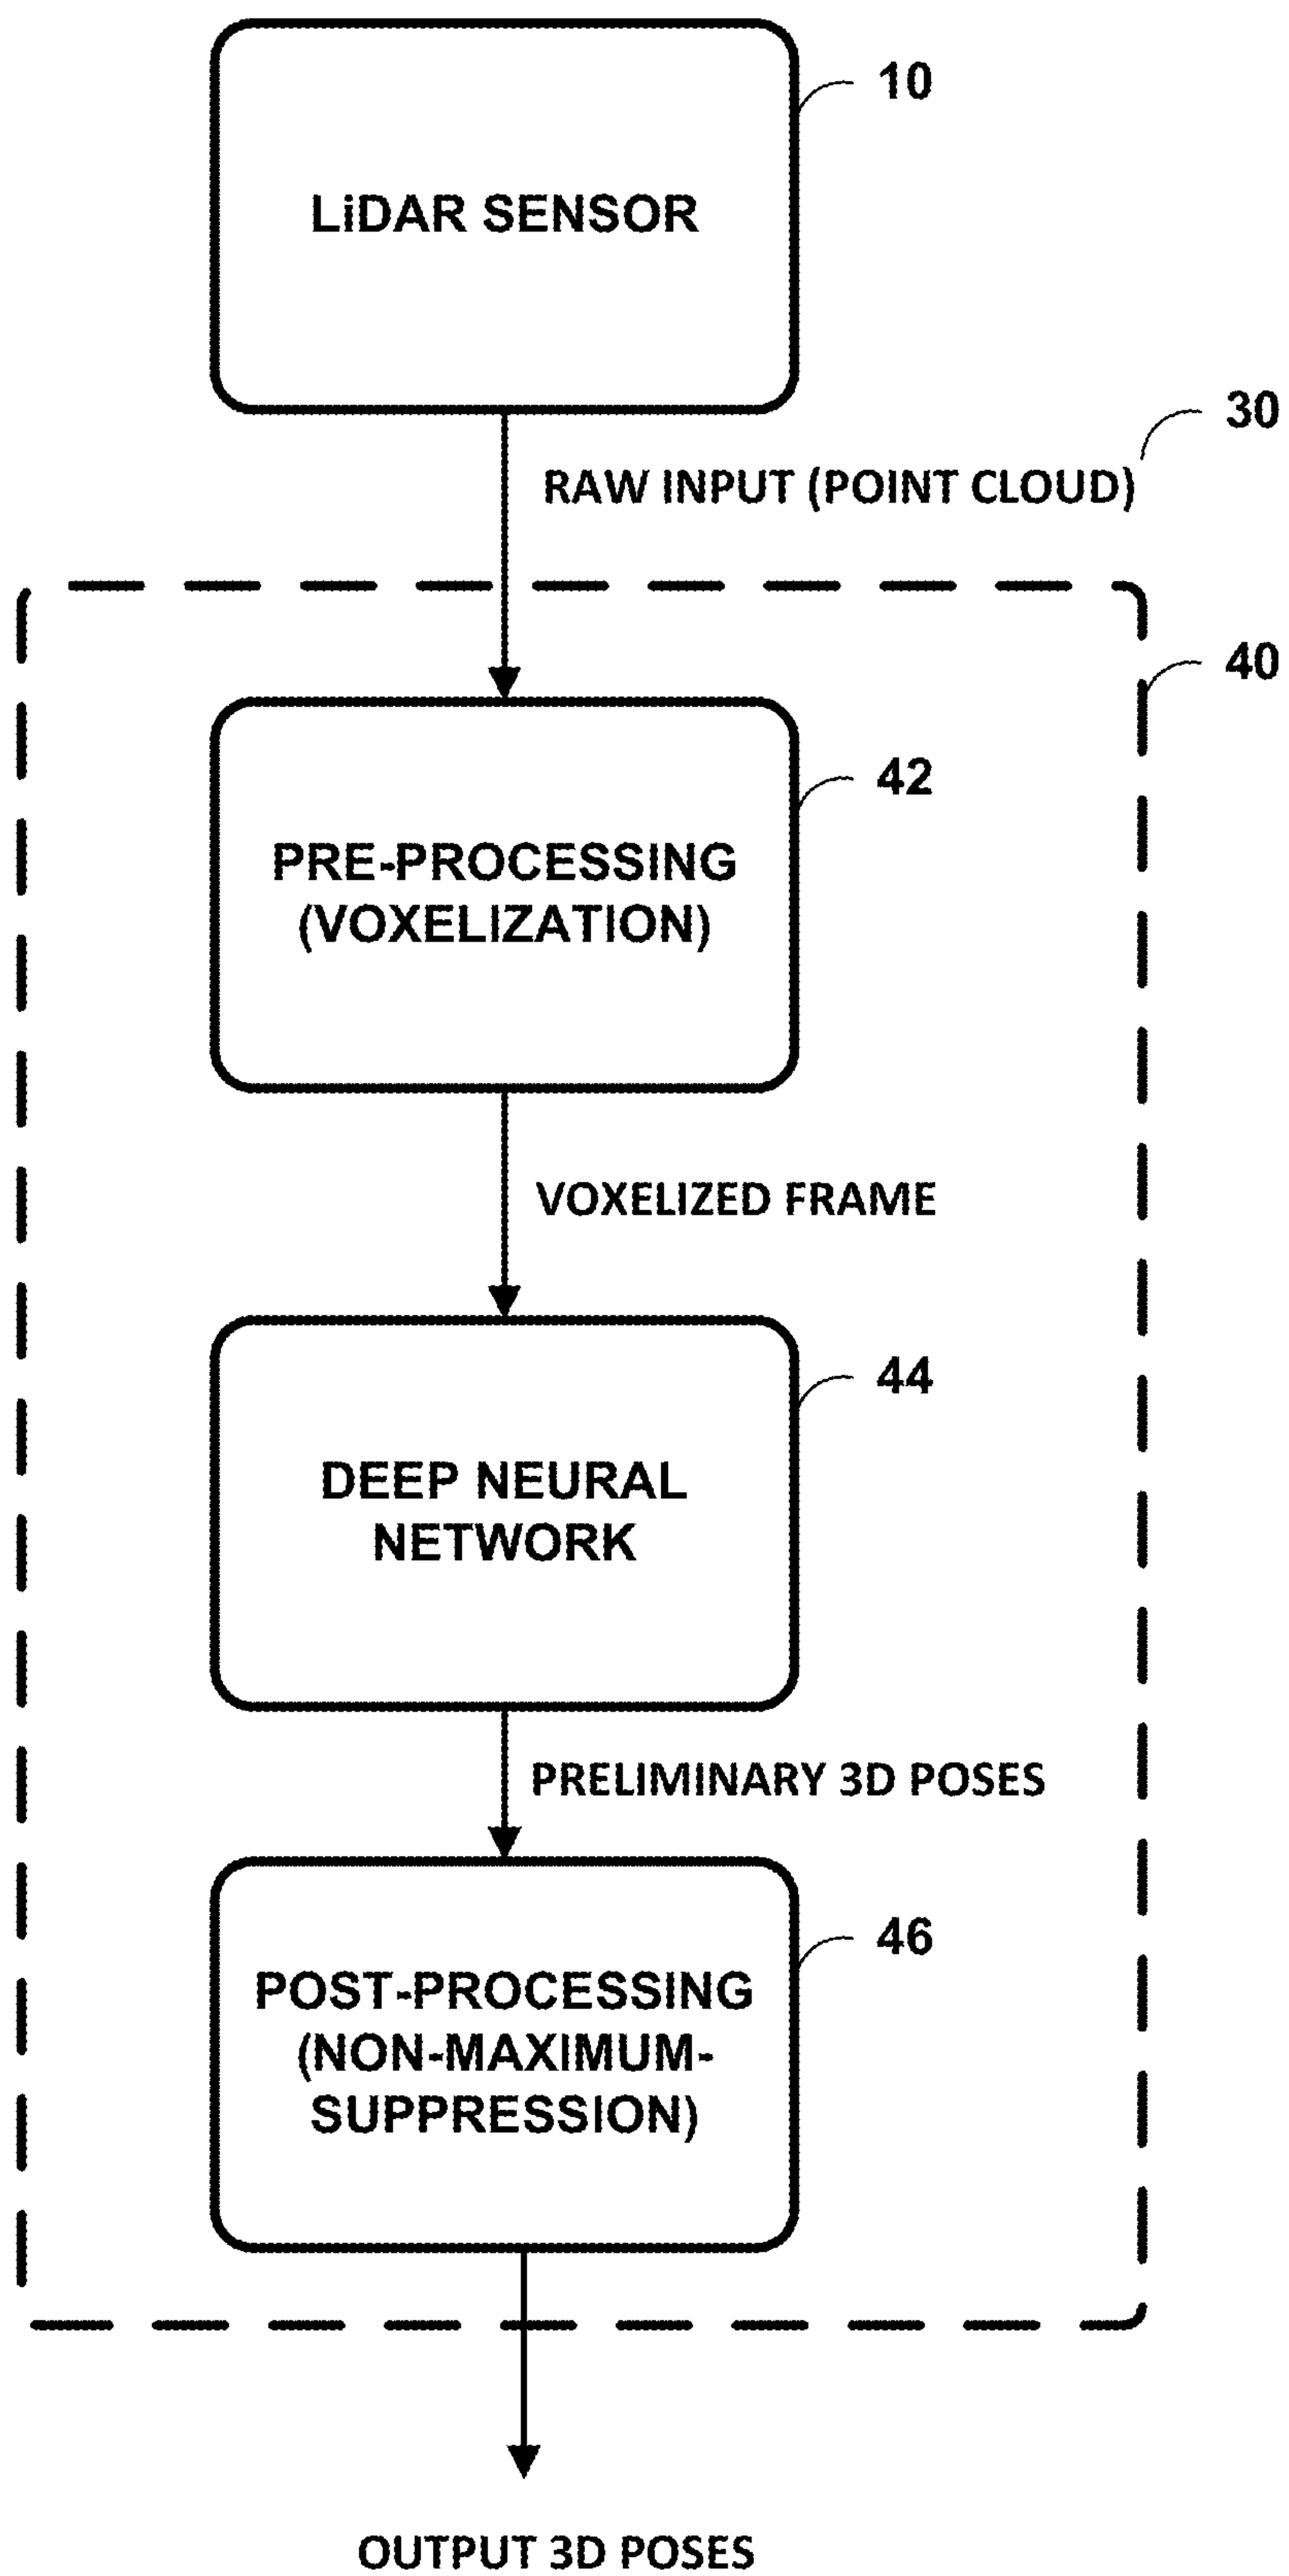 10
LiDAR SENSOR
30
RAW INPUT (POINT CLOUD)
40
42
PRE-PROCESSING
(VOXELIZATION)
VOXELIZED FRAME
44
DEEP NEURAL
NETWORK
PRELIMINARY 3D POSES
46
POST-PROCESSING
(NON-MAXIMUM-
SUPPRESSION)
OUTPUT 3D POSES